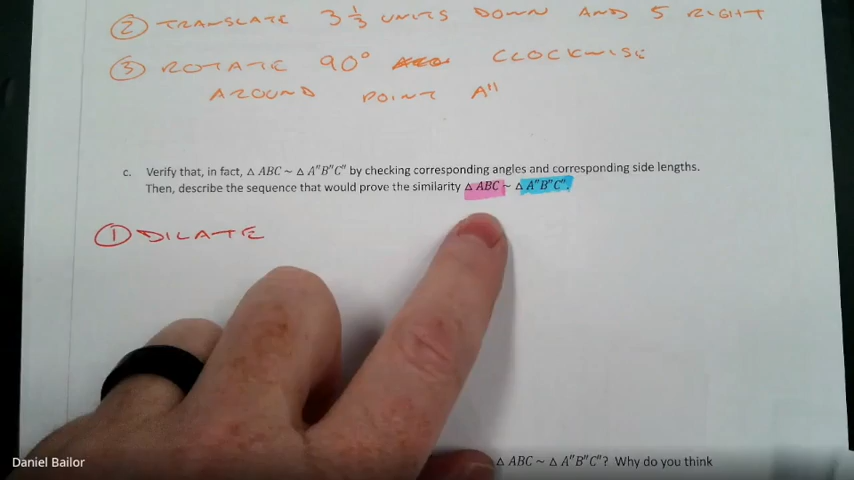 ② TRANSLATE 3 1/3 UNITS DOWN AND 5 RIGHT
③ ROTATE 90° CLOCKWISE
AROUND POINT A"
c. Verify that, in fact, △ ABC ~ △ A″B″C″ by checking corresponding angles and corresponding side lengths.
Then, describe the sequence that would prove the similarity △ ABC ~ △ A″B″C″.
① DILATE
△ ABC ~ △ A″B″C″? Why do you think
Daniel Bailor